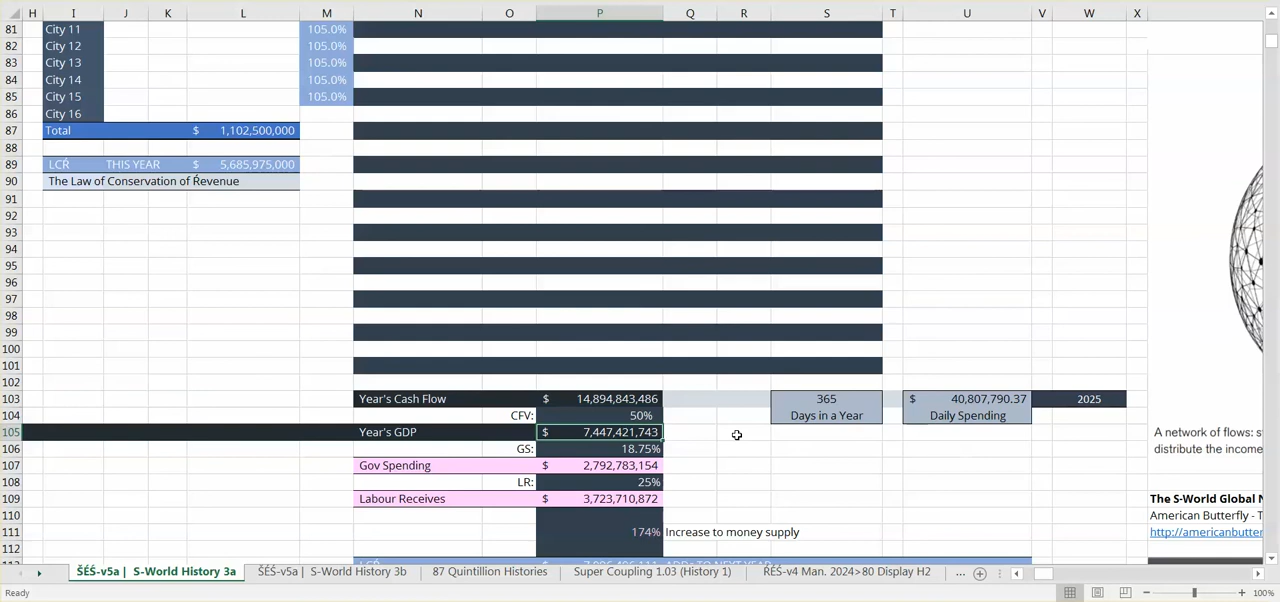 H I J K L M N O P Q R S T U V W X
81 City 11 105.0%
82 City 12 105.0%
83 City 13 105.0%
84 City 14 105.0%
85 City 15 105.0%
86 City 16
87 Total $ 1,102,500,000
88
89 LCŔ THIS YEAR $ 5,685,975,000
90 The Law of Conservation of Ŕevenue
91
92
93
94
95
96
97
98
99
100
101
102
103 Year's Cash Flow $ 14,894,843,486 365 $ 40,807,790.37 2025
104 CFV: 50% Days in a Year Daily Spending
105 Year's GDP $ 7,447,421,743 A network of flows:
106 GS: 18.75% distribute the income
107 Gov Spending $ 2,792,783,154
108 LR: 25%
109 Labour Receives $ 3,723,710,872 The S-World Global
110 American Butterfly -
111 174% Increase to money supply http://americanbutter
112
ŠÉŚ-v5a | S-World History 3a ŠÉŚ-v5a | S-World History 3b 87 Quintillion Histories Super Coupling 1.03 (History 1) RÉS-v4 Man. 2024>80 Display H2 ...
Ready 100%